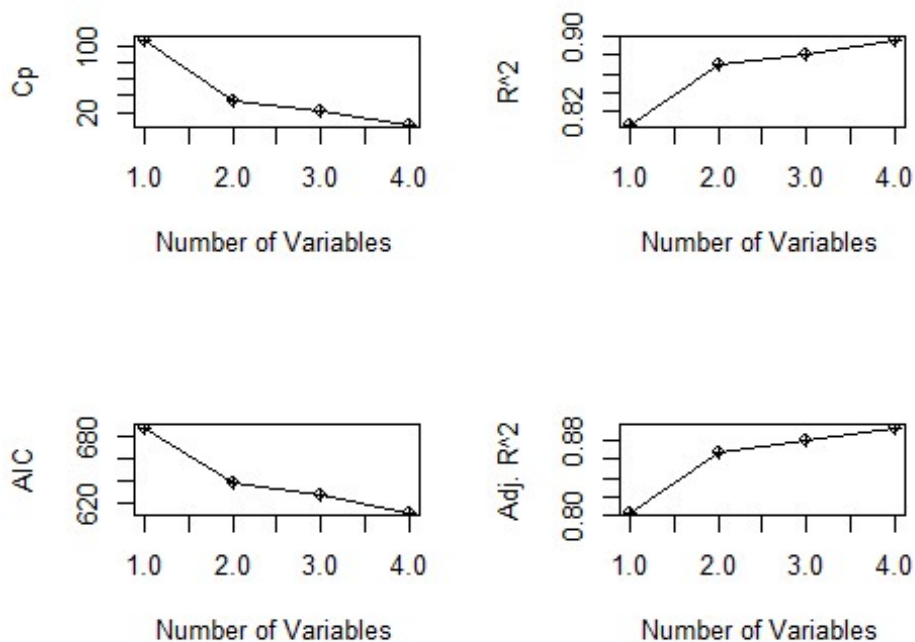 Cp
100
20
1.0 2.0 3.0 4.0
Number of Variables
R^2
0.90
0.82
1.0 2.0 3.0 4.0
Number of Variables
AIC
680
620
1.0 2.0 3.0 4.0
Number of Variables
Adj. R^2
0.88
0.80
1.0 2.0 3.0 4.0
Number of Variables